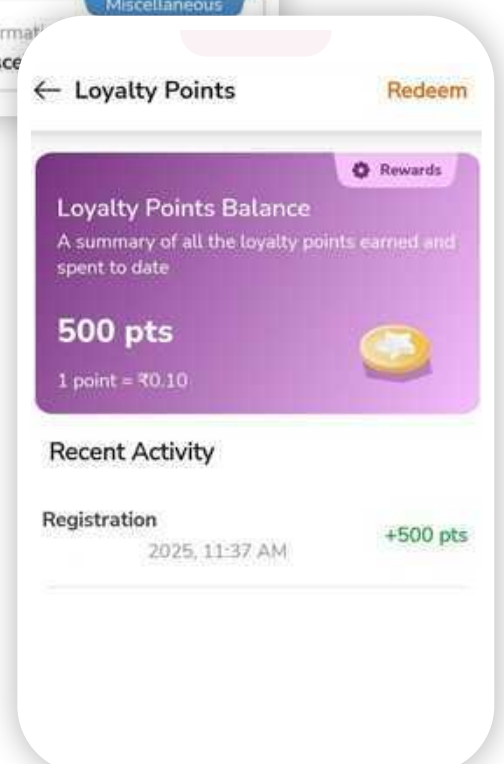 Miscellaneous
← Loyalty Points
Redeem
Rewards
Loyalty Points Balance
A summary of all the loyalty points earned and
spent to date
500 pts
1 point = ₹0.10
Recent Activity
Registration
+500 pts
2025, 11:37 AM